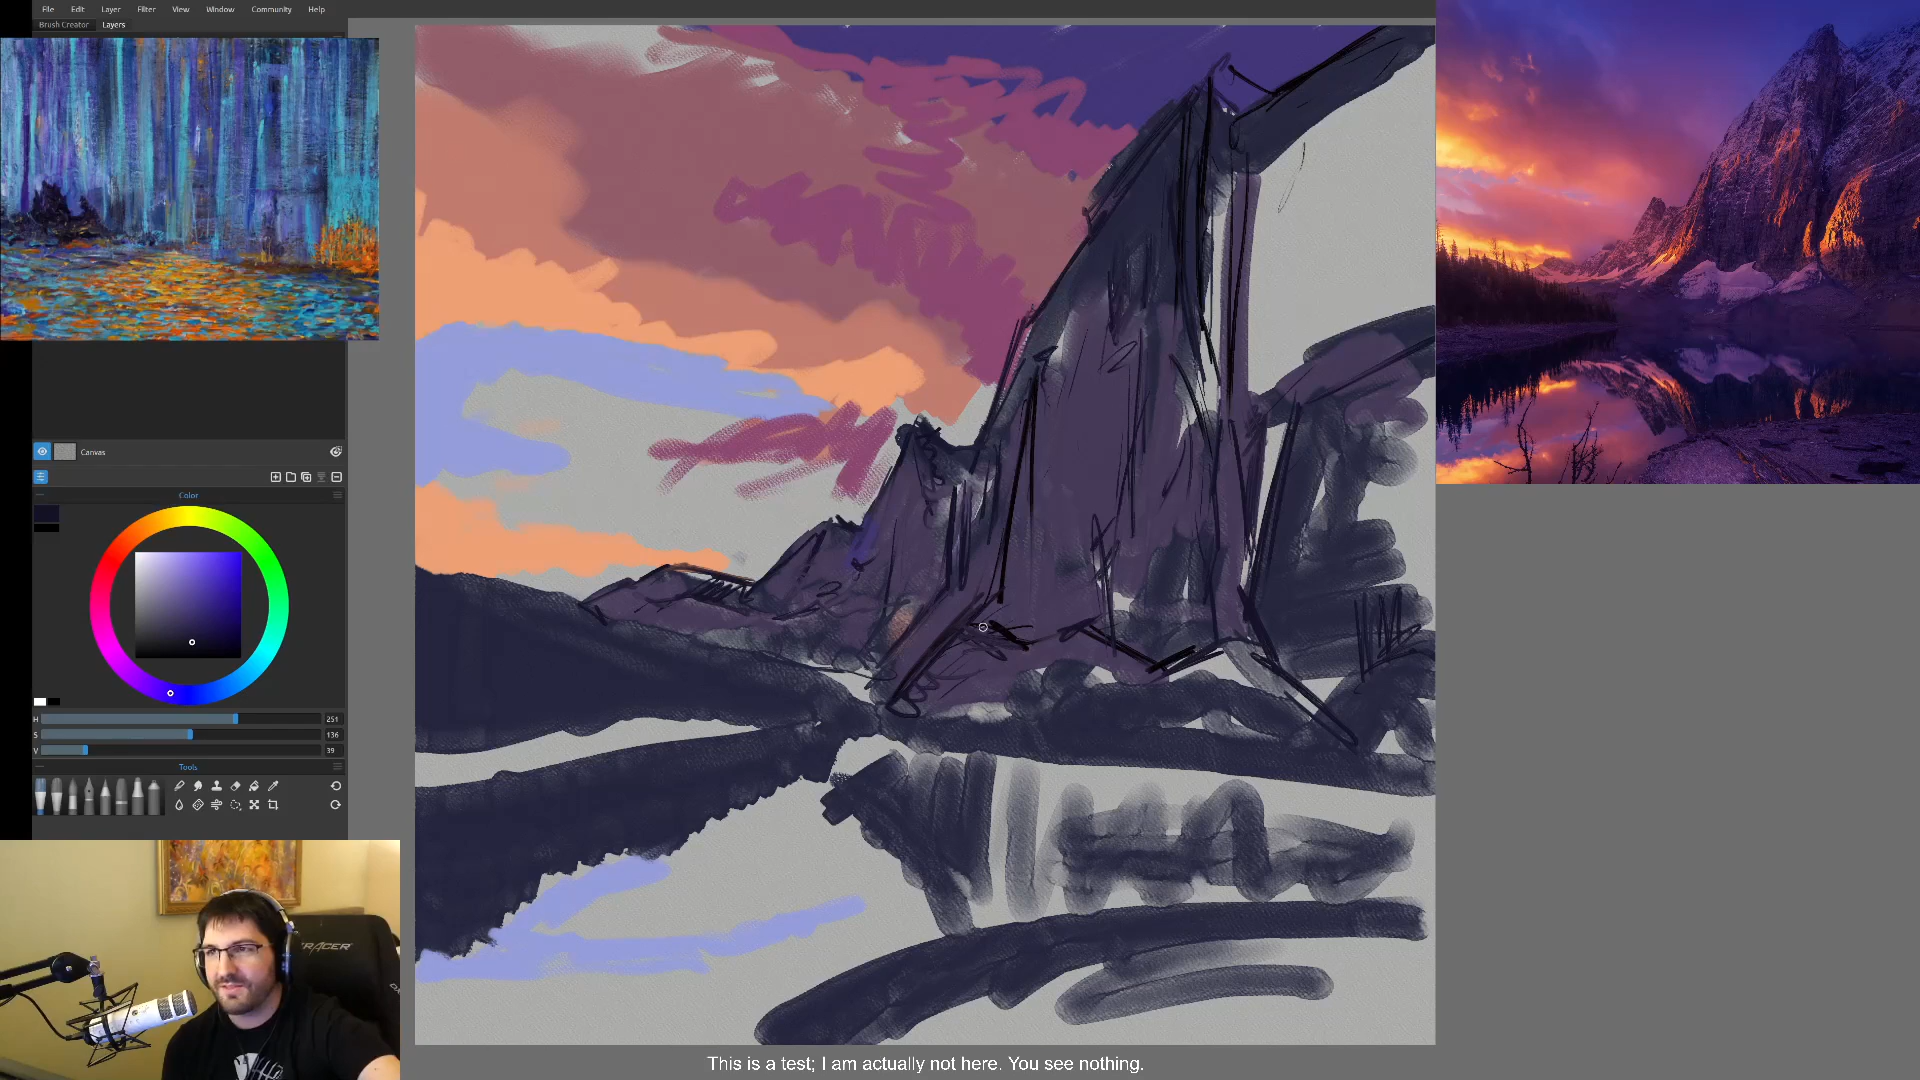 File Edit Layer Filter View Window Community Help
Brush Creator Layers
Canvas
Color
H 251
S 136
V 39
Tools
This is a test; I am actually not here. You see nothing.